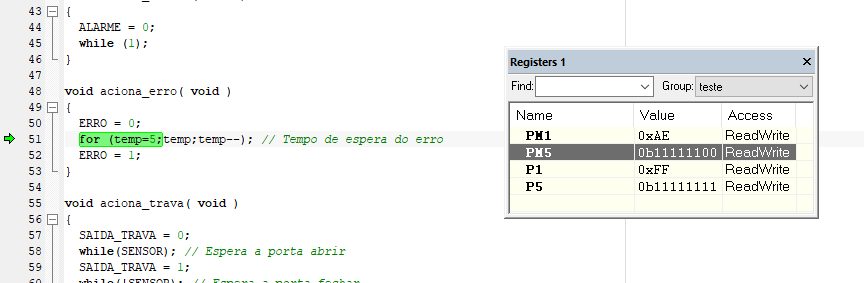 43 {
44 ALARME = 0;
45 while (1);
46 }
47
48 void aciona_erro( void )
49 {
50 ERRO = 0;
51 for (temp=5;temp;temp--); // Tempo de espera do erro
52 ERRO = 1;
53 }
54
55 void aciona_trava( void )
56 {
57 SAIDA_TRAVA = 0;
58 while(SENSOR); // Espera a porta abrir
59 SAIDA_TRAVA = 1;
60 while(!SENSOR); // Espera a porta fechar
Registers 1
Find: Group: teste
Name Value Access
PM1 0xAE ReadWrite
PM5 0b11111100 ReadWrite
P1 0xFF ReadWrite
P5 0b11111111 ReadWrite